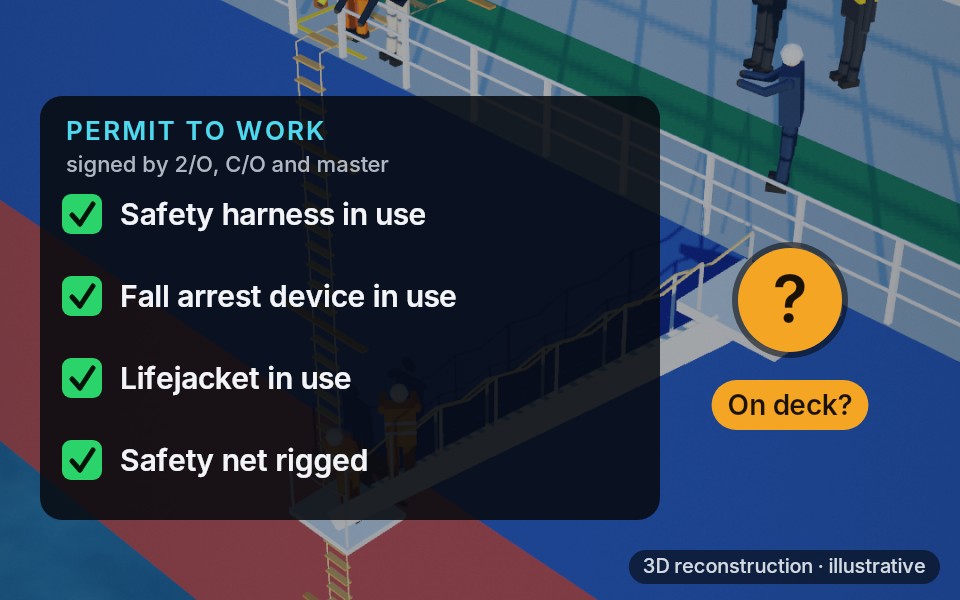 PERMIT TO WORK
signed by 2/O, C/O and master
Safety harness in use
Fall arrest device in use
Lifejacket in use
Safety net rigged
?
On deck?
3D reconstruction · illustrative